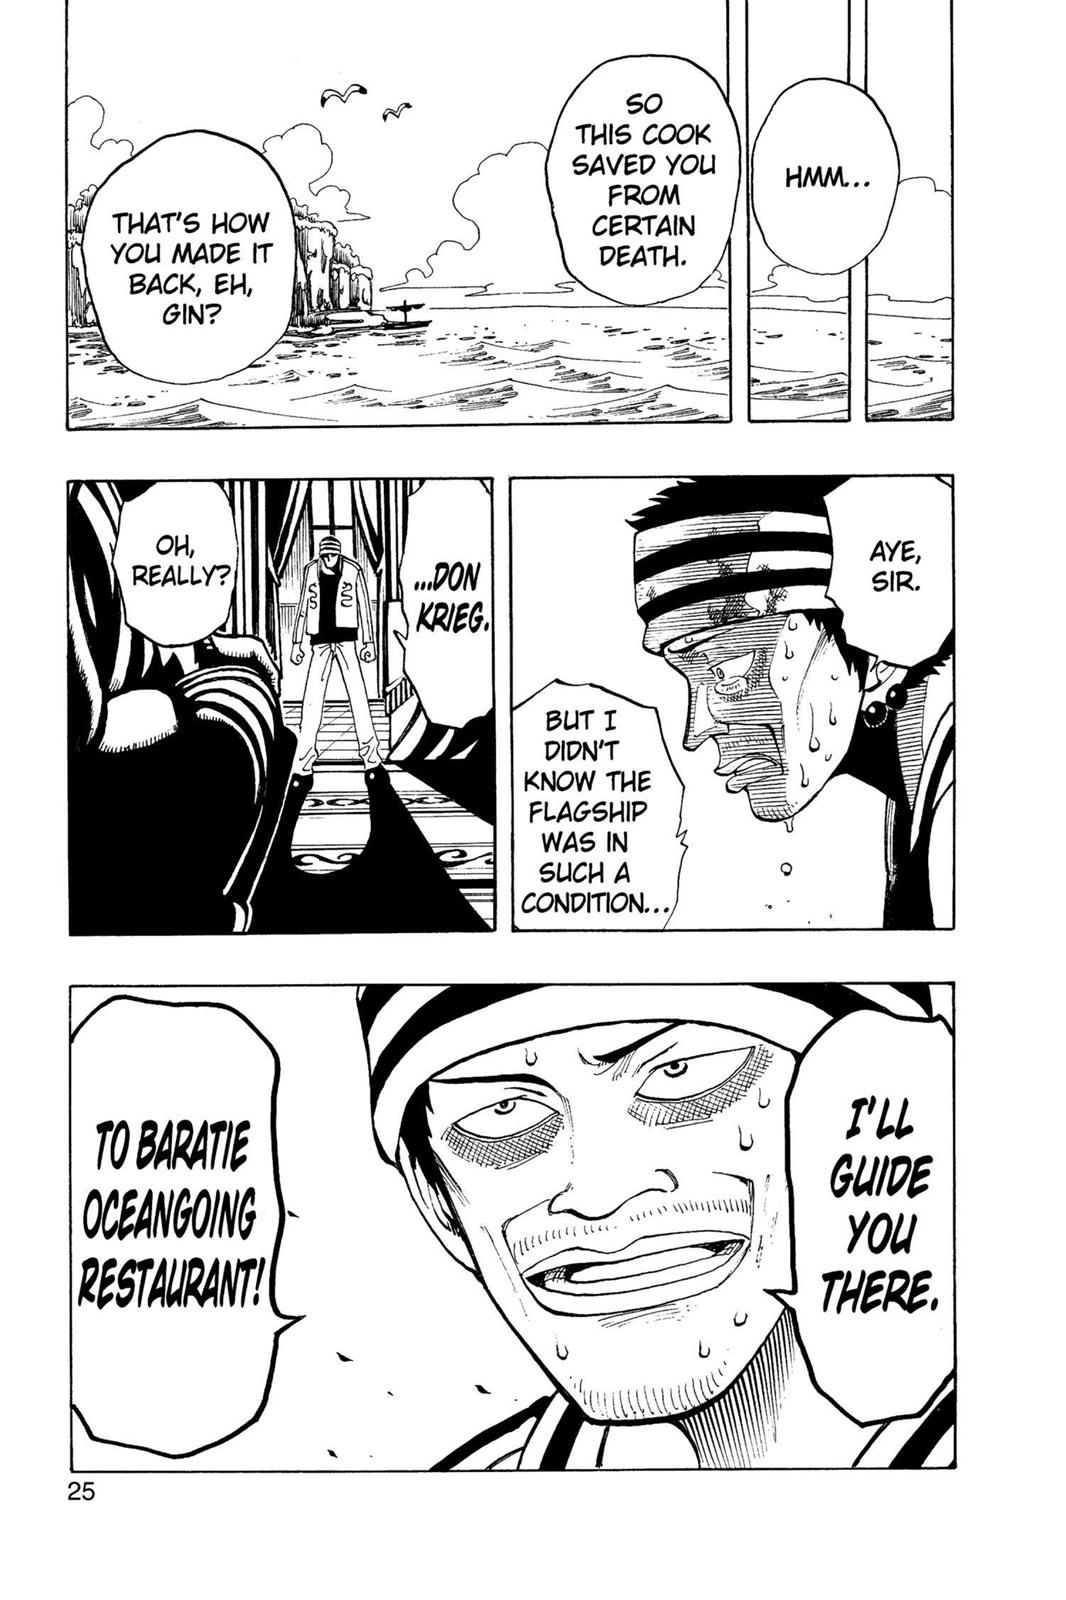 HMM...
SO
THIS COOK
SAVED YOU
FROM
CERTAIN
DEATH.
THAT'S HOW
YOU MADE IT
BACK, EH,
GIN?
AYE,
SIR.
BUT I
DIDN'T
KNOW THE
FLAGSHIP
WAS IN
SUCH A
CONDITION...
...DON
KRIEG.
OH,
REALLY?
I'LL
GUIDE
YOU
THERE.
TO BARATIE
OCEANGOING
RESTAURANT!
25